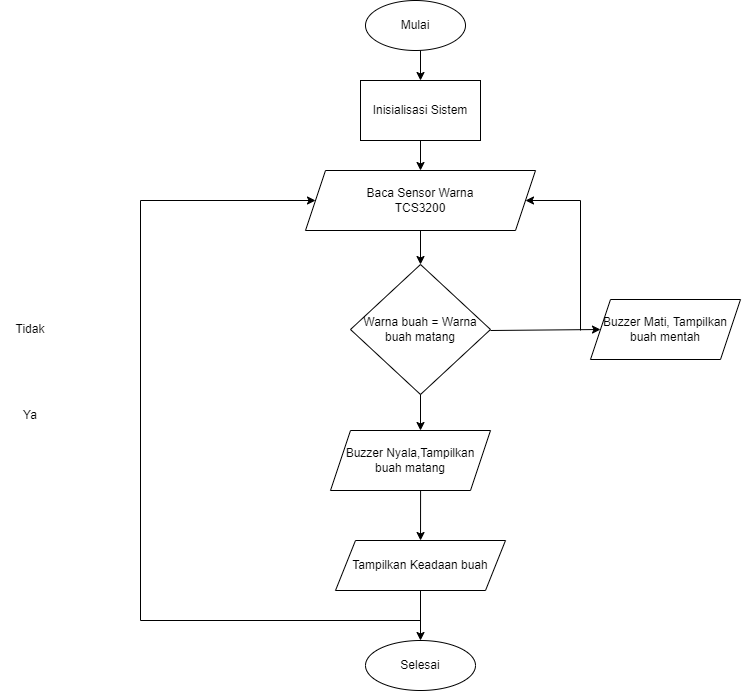 Mulai
Inisialisasi Sistem
Baca Sensor Warna
TCS3200
Warna buah = Warna
buah matang
Buzzer Mati, Tampilkan
buah mentah
Tidak
Ya
Buzzer Nyala,Tampilkan
buah matang
Tampilkan Keadaan buah
Selesai